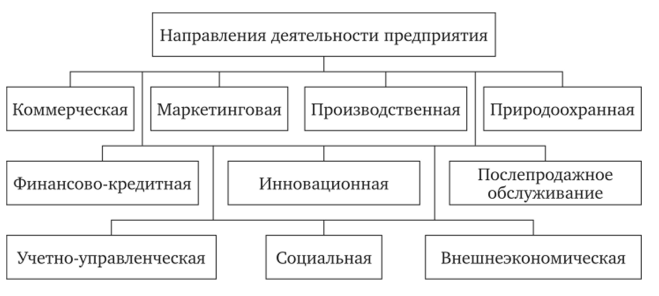 Направления деятельности предприятия
Коммерческая
Маркетинговая
Производственная
Природоохранная
Финансово-кредитная
Инновационная
Послепродажное
обслуживание
Учетно-управленческая
Социальная
Внешнеэкономическая